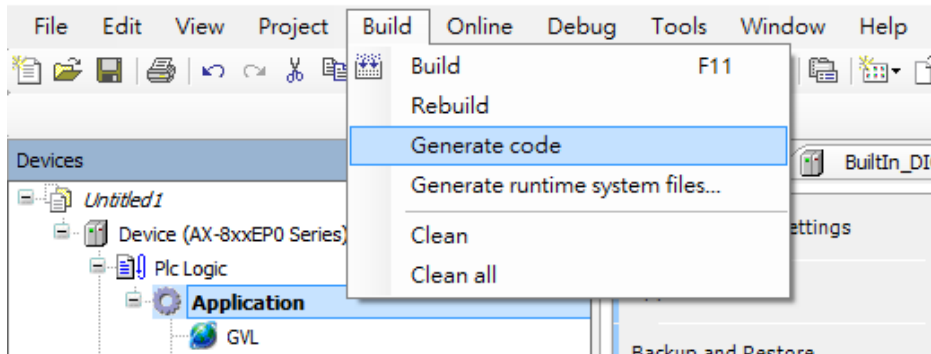 File Edit View Project Build Online Debug Tools Window Help
Build F11
Rebuild
Generate code
Generate runtime system files...
Clean
Clean all
Devices
Untitled1
Device (AX-8xxEP0 Series)
Plc Logic
Application
GVL
BuiltIn_DI
ettings
Backup and Restore